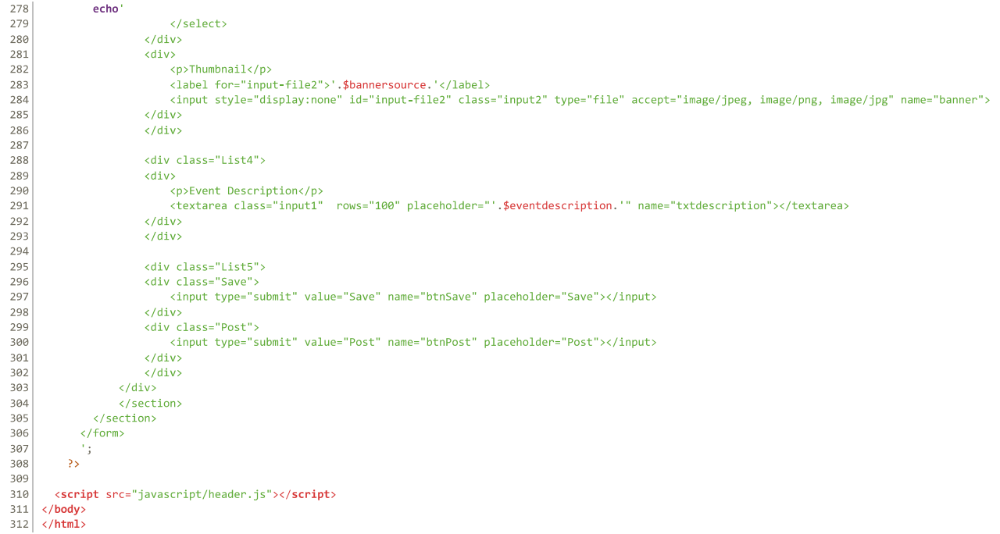 278 echo'
279 </select>
280 </div>
281 <div>
282 <p>Thumbnail</p>
283 <label for="input-file2">'.$bannersource.'</label>
284 <input style="display:none" id="input-file2" class="input2" type="file" accept="image/jpeg, image/png, image/jpg" name="banner">
285 </div>
286 </div>
287
288 <div class="List4">
289 <div>
290 <p>Event Description</p>
291 <textarea class="input1"  rows="100" placeholder="'.$eventdescription.'" name="txtdescription"></textarea>
292 </div>
293 </div>
294
295 <div class="List5">
296 <div class="Save">
297 <input type="submit" value="Save" name="btnSave" placeholder="Save"></input>
298 </div>
299 <div class="Post">
300 <input type="submit" value="Post" name="btnPost" placeholder="Post"></input>
301 </div>
302 </div>
303 </div>
304 </section>
305 </section>
306 </form>
307 ';
308 ?>
309
310 <script src="javascript/header.js"></script>
311 </body>
312 </html>